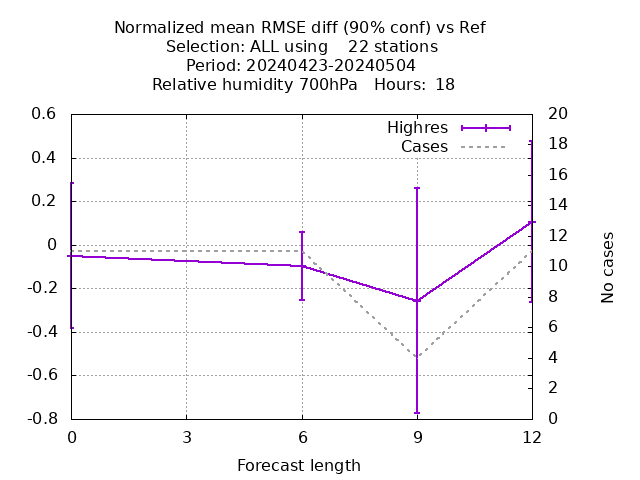 Normalized mean RMSE diff (90% conf) vs Ref
Selection: ALL using    22 stations
Period: 20240423-20240504
Relative humidity 700hPa   Hours:  18
Highres
Cases
0.6
0.4
0.2
0
-0.2
-0.4
-0.6
-0.8
20
18
16
14
12
10
8
6
4
2
0
No cases
0 3 6 9 12
Forecast length